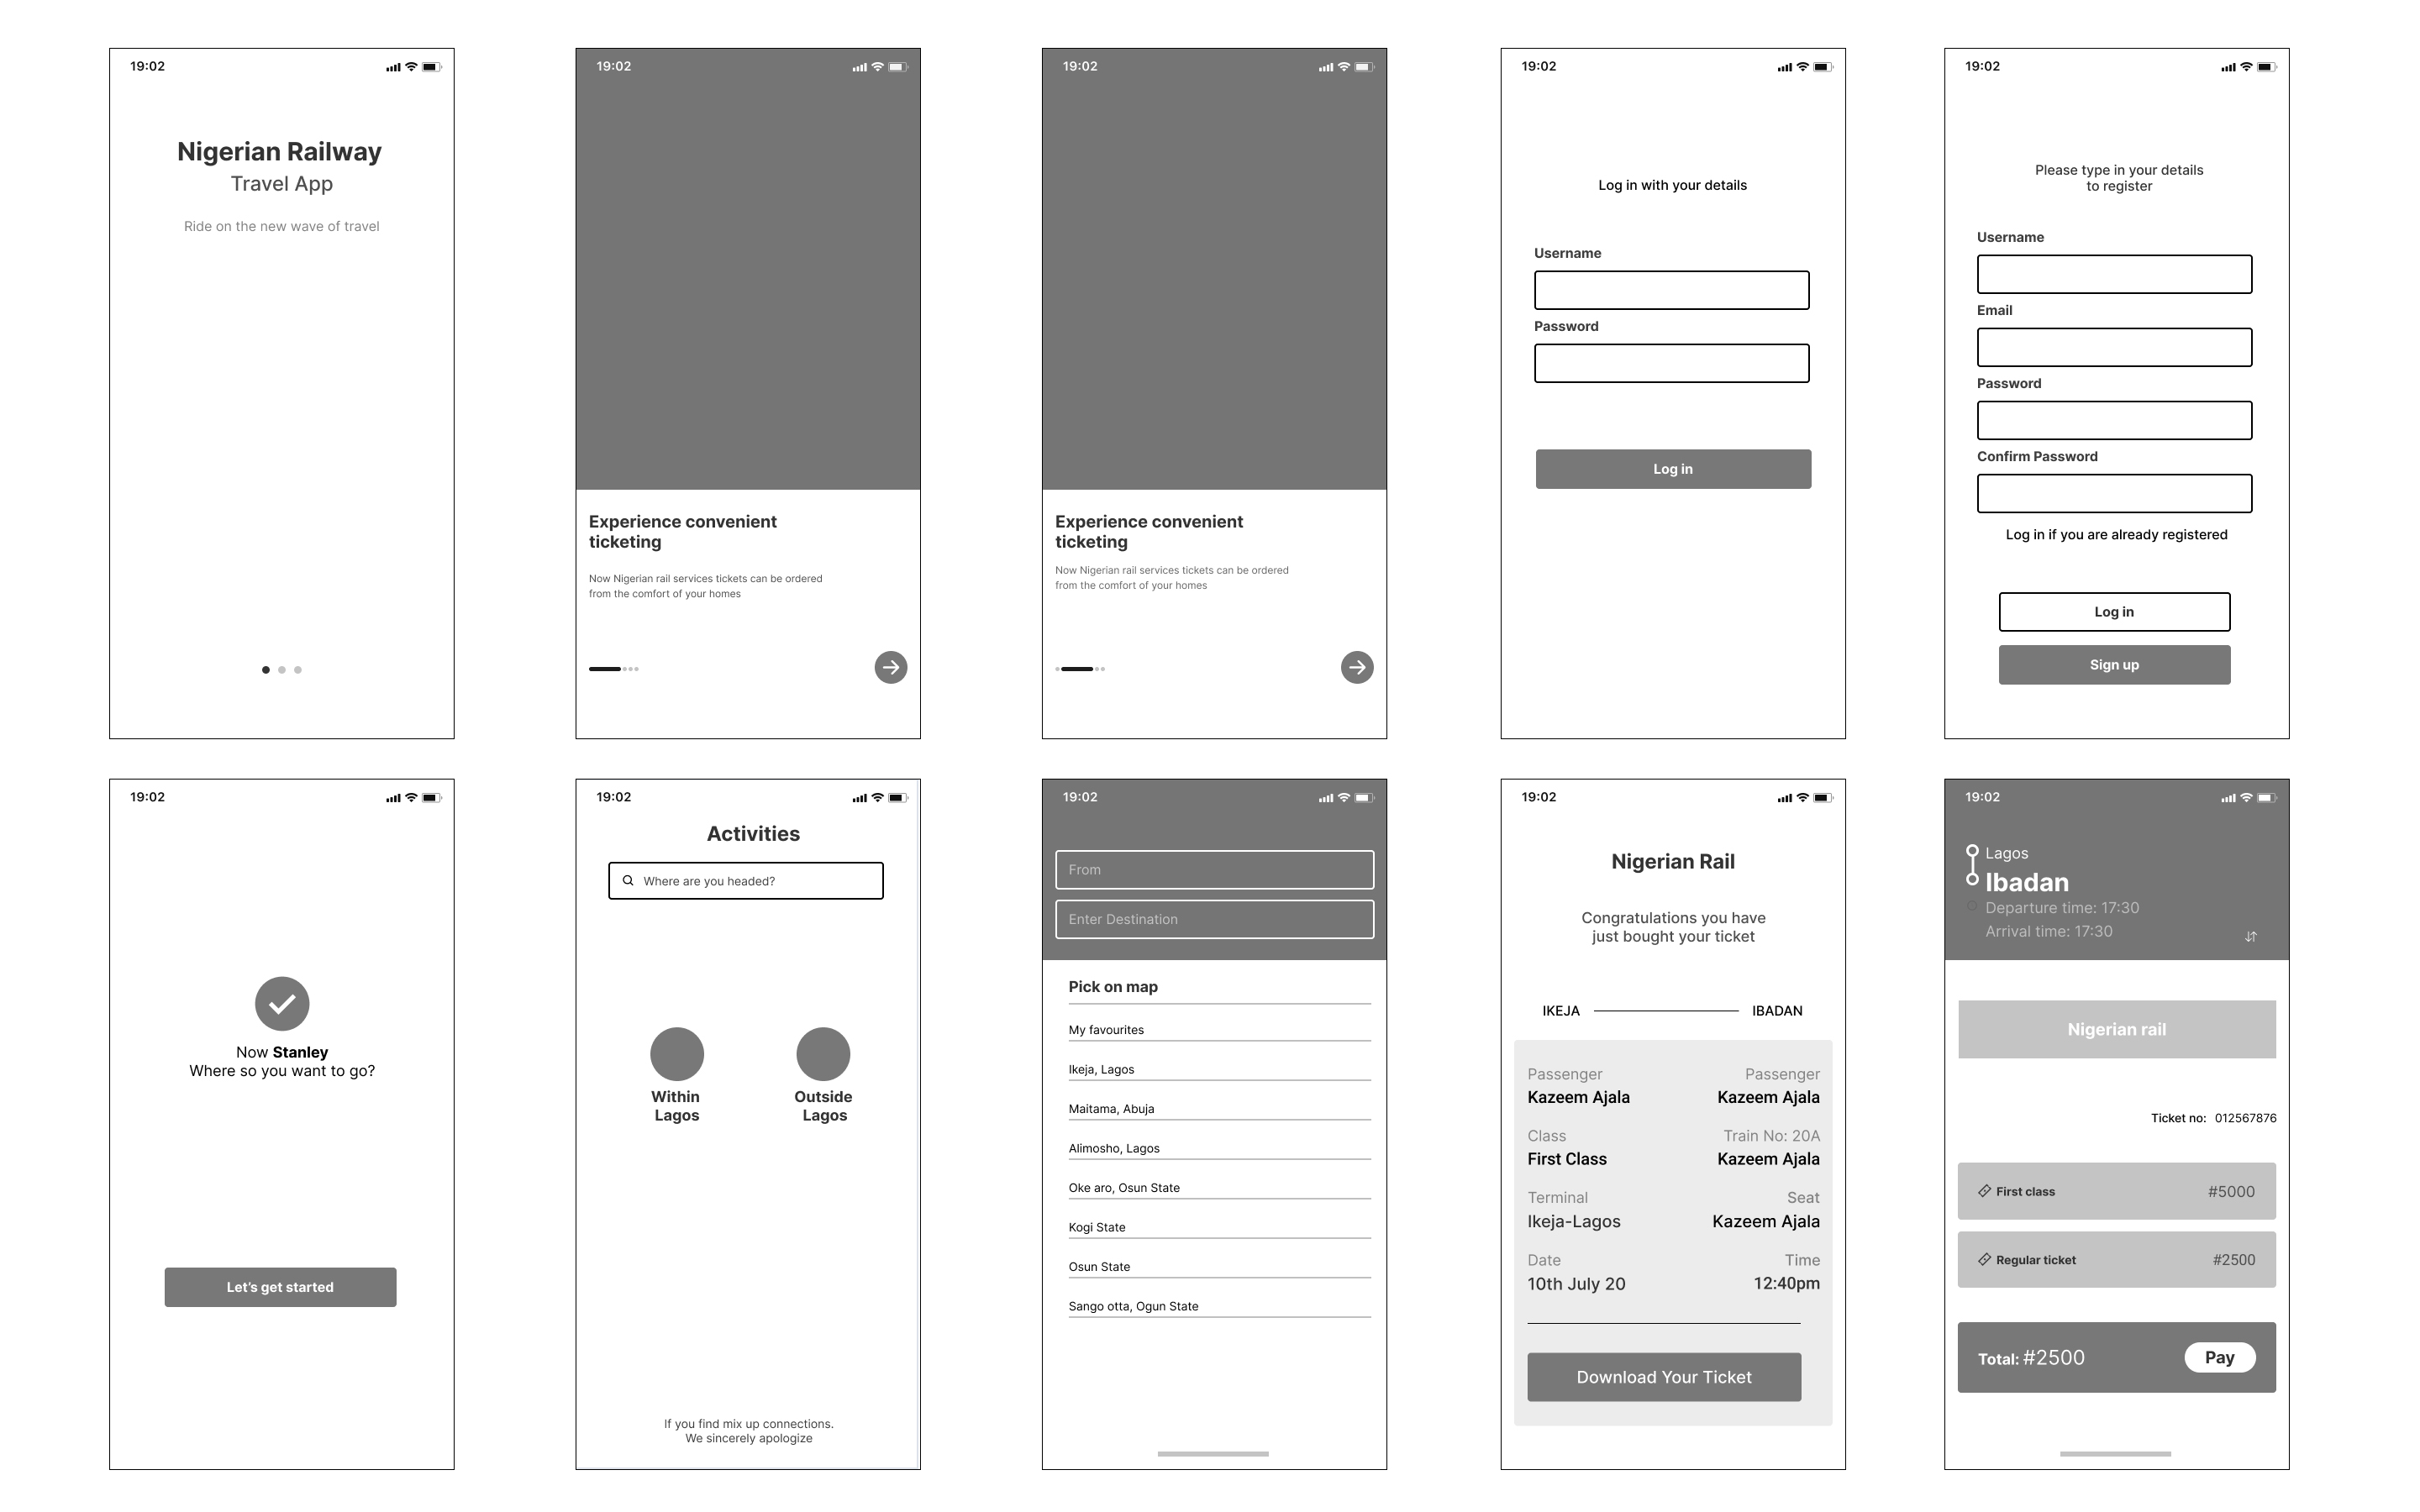 19:02
Nigerian Railway
Travel App
Ride on the new wave of travel
19:02
Experience convenient
ticketing
Now Nigerian rail services tickets can be ordered
from the comfort of your homes
19:02
Experience convenient
ticketing
Now Nigerian rail services tickets can be ordered
from the comfort of your homes
19:02
Log in with your details
Username
Password
Log in
19:02
Please type in your details
to register
Username
Email
Password
Confirm Password
Log in if you are already registered
Log in
Sign up
19:02
Now Stanley
Where so you want to go?
Let's get started
19:02
Activities
Where are you headed?
Within
Lagos
Outside
Lagos
If you find mix up connections.
We sincerely apologize
19:02
From
Enter Destination
Pick on map
My favourites
Ikeja, Lagos
Maitama, Abuja
Alimosho, Lagos
Oke aro, Osun State
Kogi State
Osun State
Sango otta, Ogun State
19:02
Nigerian Rail
Congratulations you have
just bought your ticket
IKEJA IBADAN
Passenger Passenger
Kazeem Ajala Kazeem Ajala
Class Train No: 20A
First Class Kazeem Ajala
Terminal Seat
Ikeja-Lagos Kazeem Ajala
Date Time
10th July 20 12:40pm
Download Your Ticket
19:02
Lagos
Ibadan
Departure time: 17:30
Arrival time: 17:30
Nigerian rail
Ticket no: 012567876
First class #5000
Regular ticket #2500
Total: #2500 Pay